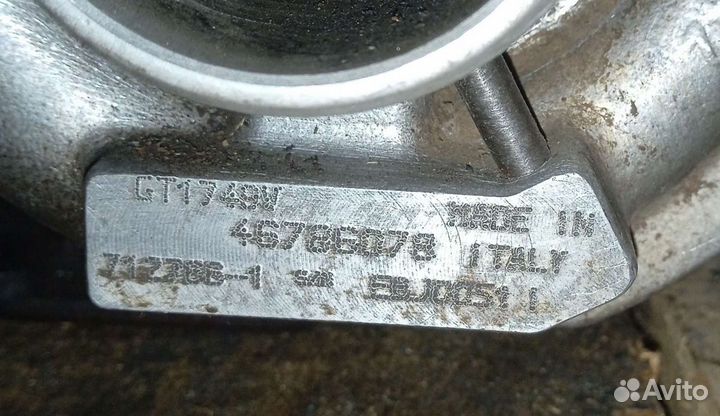 GT1749V
MADE IN
46786078 ITALY
712766-1 S/N
Avito